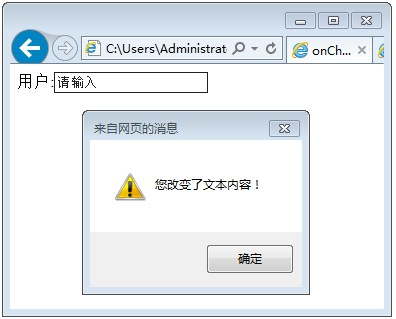 C:\Users\Administrat
onCh...
用户:请输入
来自网页的消息
您改变了文本内容！
确定